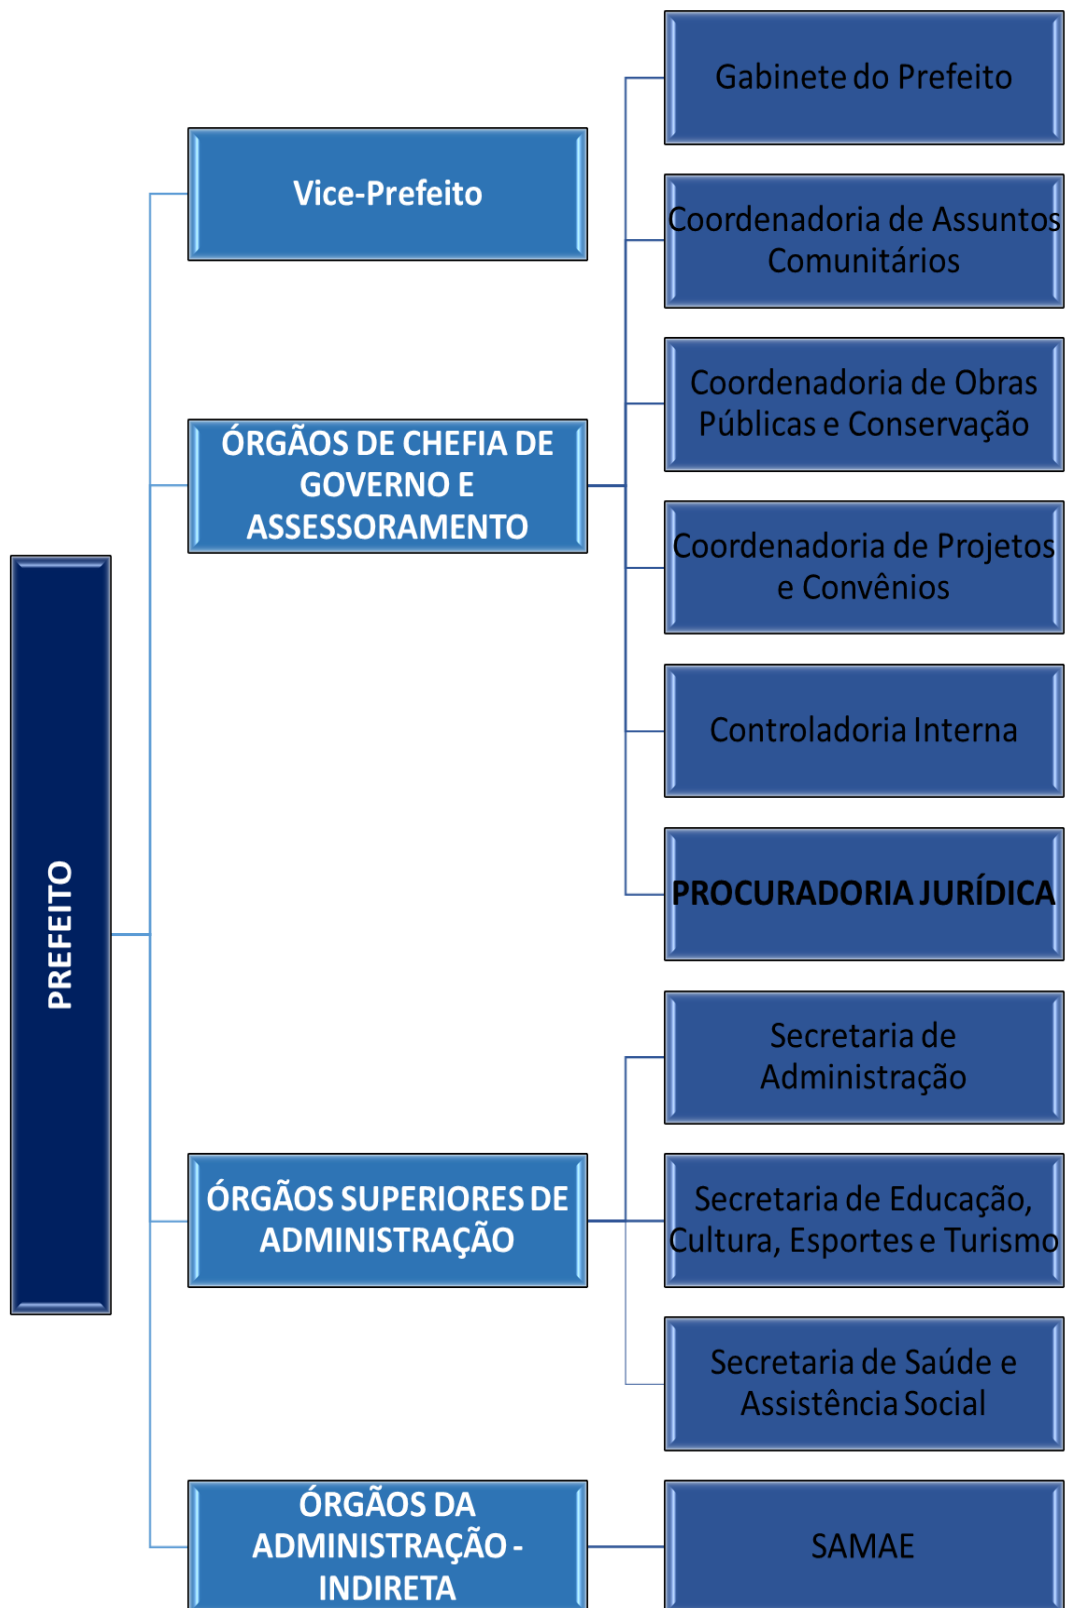 PREFEITO
Vice-Prefeito
ÓRGÃOS DE CHEFIA DE
GOVERNO E
ASSESSORAMENTO
Gabinete do Prefeito
Coordenadoria de Assuntos
Comunitários
Coordenadoria de Obras
Públicas e Conservação
Coordenadoria de Projetos
e Convênios
Controladoria Interna
PROCURADORIA JURÍDICA
ÓRGÃOS SUPERIORES DE
ADMINISTRAÇÃO
Secretaria de
Administração
Secretaria de Educação,
Cultura, Esportes e Turismo
Secretaria de Saúde e
Assistência Social
ÓRGÃOS DA
ADMINISTRAÇÃO -
INDIRETA
SAMAE